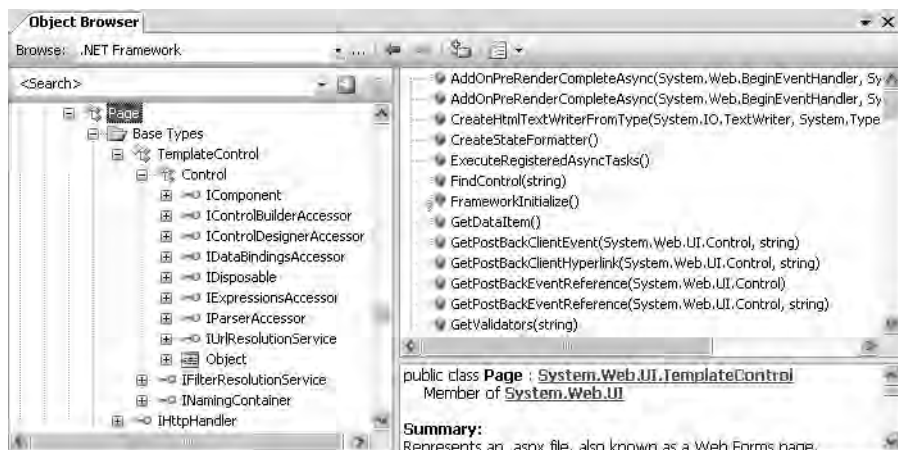 Object Browser
Browse: .NET Framework
...
<Search>
Page
Base Types
TemplateControl
Control
IComponent
IControlBuilderAccessor
IControlDesignerAccessor
IDataBindingsAccessor
IDisposable
IExpressionsAccessor
IParserAccessor
IUrlResolutionService
Object
IFilterResolutionService
INamingContainer
IHttpHandler
AddOnPreRenderCompleteAsync(System.Web.BeginEventHandler, Sy
AddOnPreRenderCompleteAsync(System.Web.BeginEventHandler, Sy
CreateHtmlTextWriterFromType(System.IO.TextWriter, System.Type
CreateStateFormatter()
ExecuteRegisteredAsyncTasks()
FindControl(string)
FrameworkInitialize()
GetDataItem()
GetPostBackClientEvent(System.Web.UI.Control, string)
GetPostBackClientHyperlink(System.Web.UI.Control, string)
GetPostBackEventReference(System.Web.UI.Control)
GetPostBackEventReference(System.Web.UI.Control, string)
GetValidators(string)
public class Page : System.Web.UI.TemplateControl
Member of System.Web.UI
Summary:
Represents an .aspx file, also known as a Web Forms page,